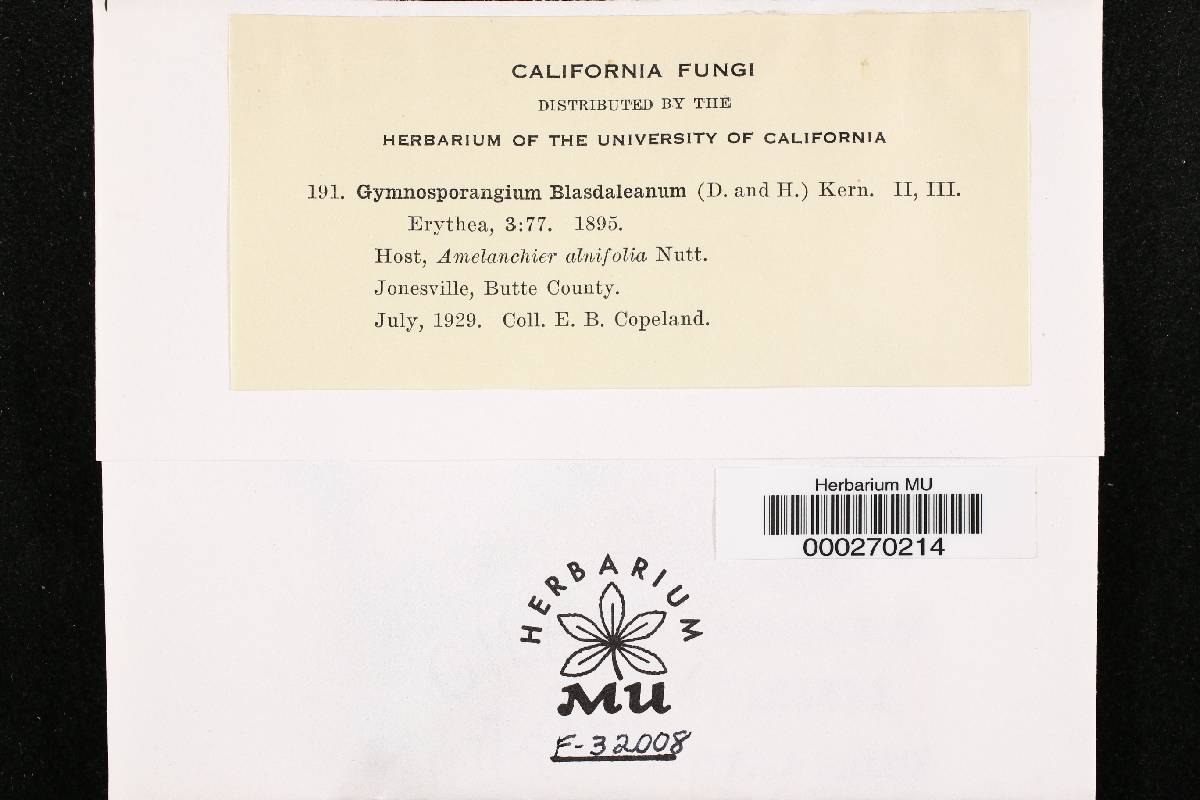 CALIFORNIA FUNGI
DISTRIBUTED BY THE
HERBARIUM OF THE UNIVERSITY OF CALIFORNIA
191. Gymnosporangium Blasdaleanum (D. and H.) Kern. II, III.
Erythea, 3:77. 1895.
Host, Amelanchier alnifolia Nutt.
Jonesville, Butte County.
July, 1929. Coll. E. B. Copeland.
Herbarium MU
000270214
HERBARIUM
MU
F-32008